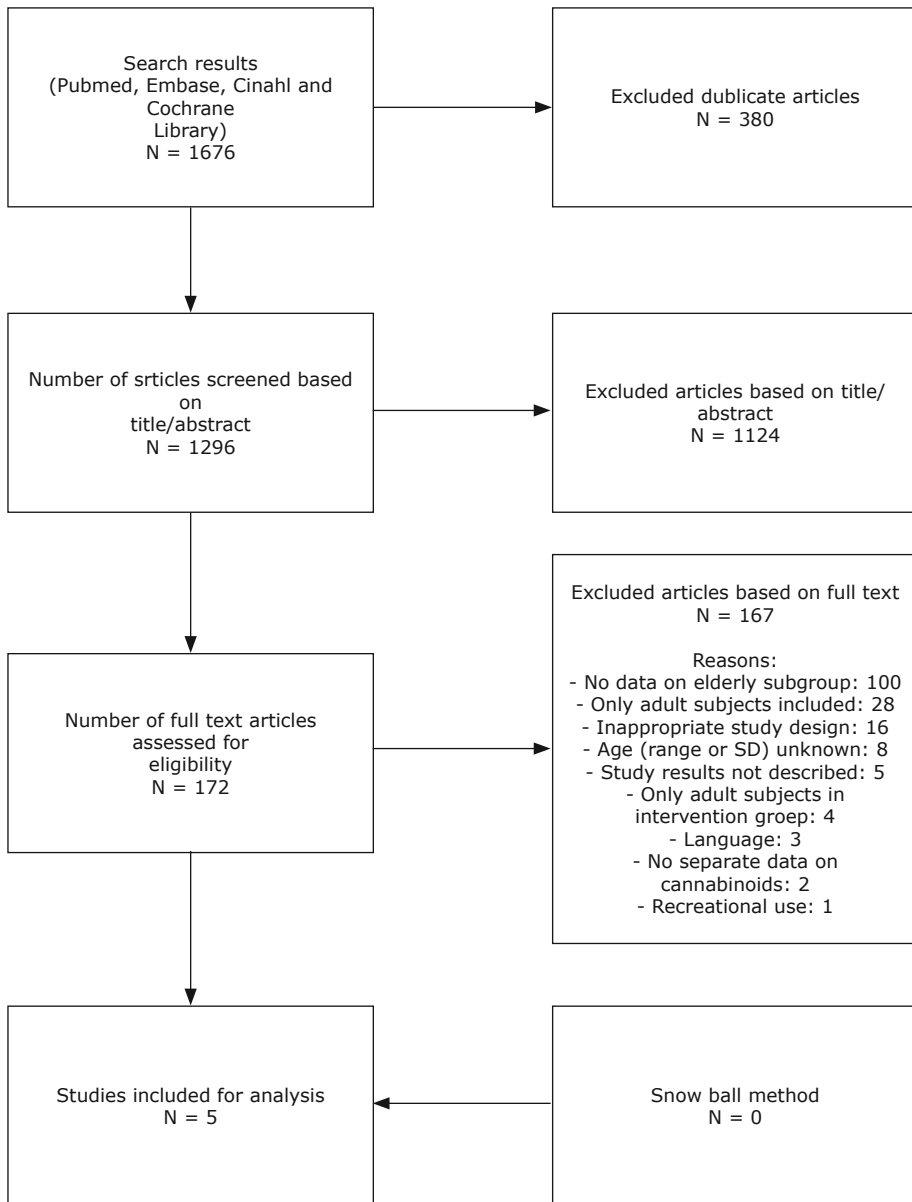 Search results
(Pubmed, Embase, Cinahl and
Cochrane
Library)
N = 1676
Excluded dublicate articles
N = 380
Number of srticles screened based
on
title/abstract
N = 1296
Excluded articles based on title/
abstract
N = 1124
Number of full text articles
assessed for
eligibility
N = 172
Excluded articles based on full text
N = 167
Reasons:
- No data on elderly subgroup: 100
- Only adult subjects included: 28
- Inappropriate study design: 16
- Age (range or SD) unknown: 8
- Study results not described: 5
- Only adult subjects in
intervention groep: 4
- Language: 3
- No separate data on
cannabinoids: 2
- Recreational use: 1
Studies included for analysis
N = 5
Snow ball method
N = 0